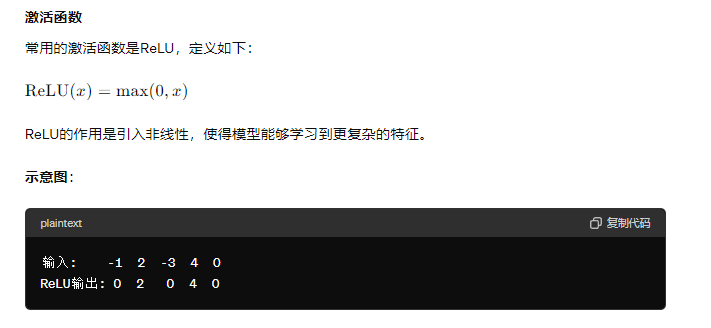 激活函数
常用的激活函数是ReLU，定义如下：
ReLU(x) = max(0, x)
ReLU的作用是引入非线性，使得模型能够学习到更复杂的特征。
示意图：
plaintext 复制代码
输入:    -1  2  -3  4  0
ReLU输出: 0  2   0  4  0